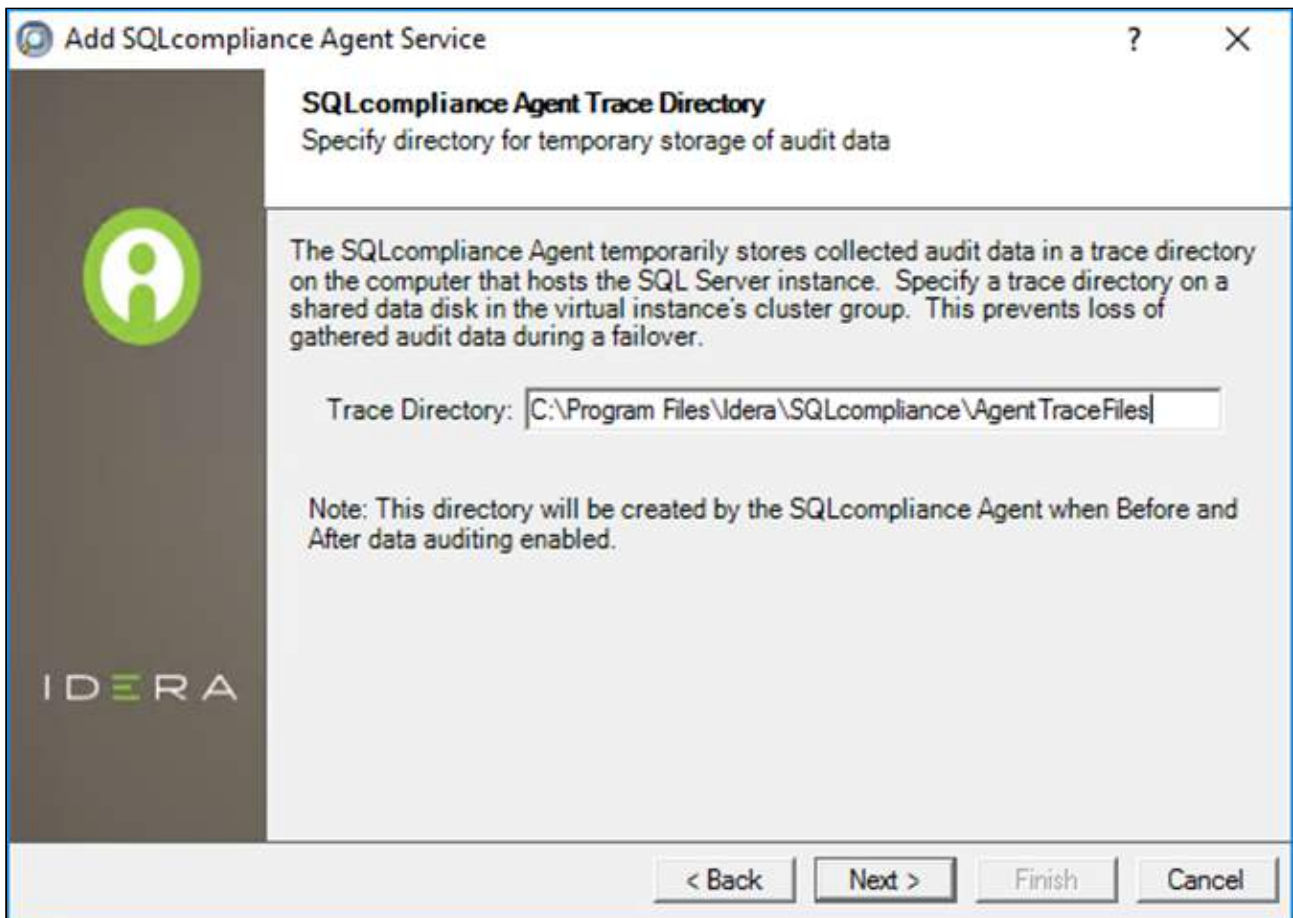 Add SQLcompliance Agent Service
?
SQLcompliance Agent Trace Directory
Specify directory for temporary storage of audit data
The SQLcompliance Agent temporarily stores collected audit data in a trace directory
on the computer that hosts the SQL Server instance. Specify a trace directory on a
shared data disk in the virtual instance's cluster group. This prevents loss of
gathered audit data during a failover.
Trace Directory: C:\Program Files\Idera\SQLcompliance\AgentTraceFiles
Note: This directory will be created by the SQLcompliance Agent when Before and
After data auditing enabled.
IDERA
< Back Next > Finish Cancel